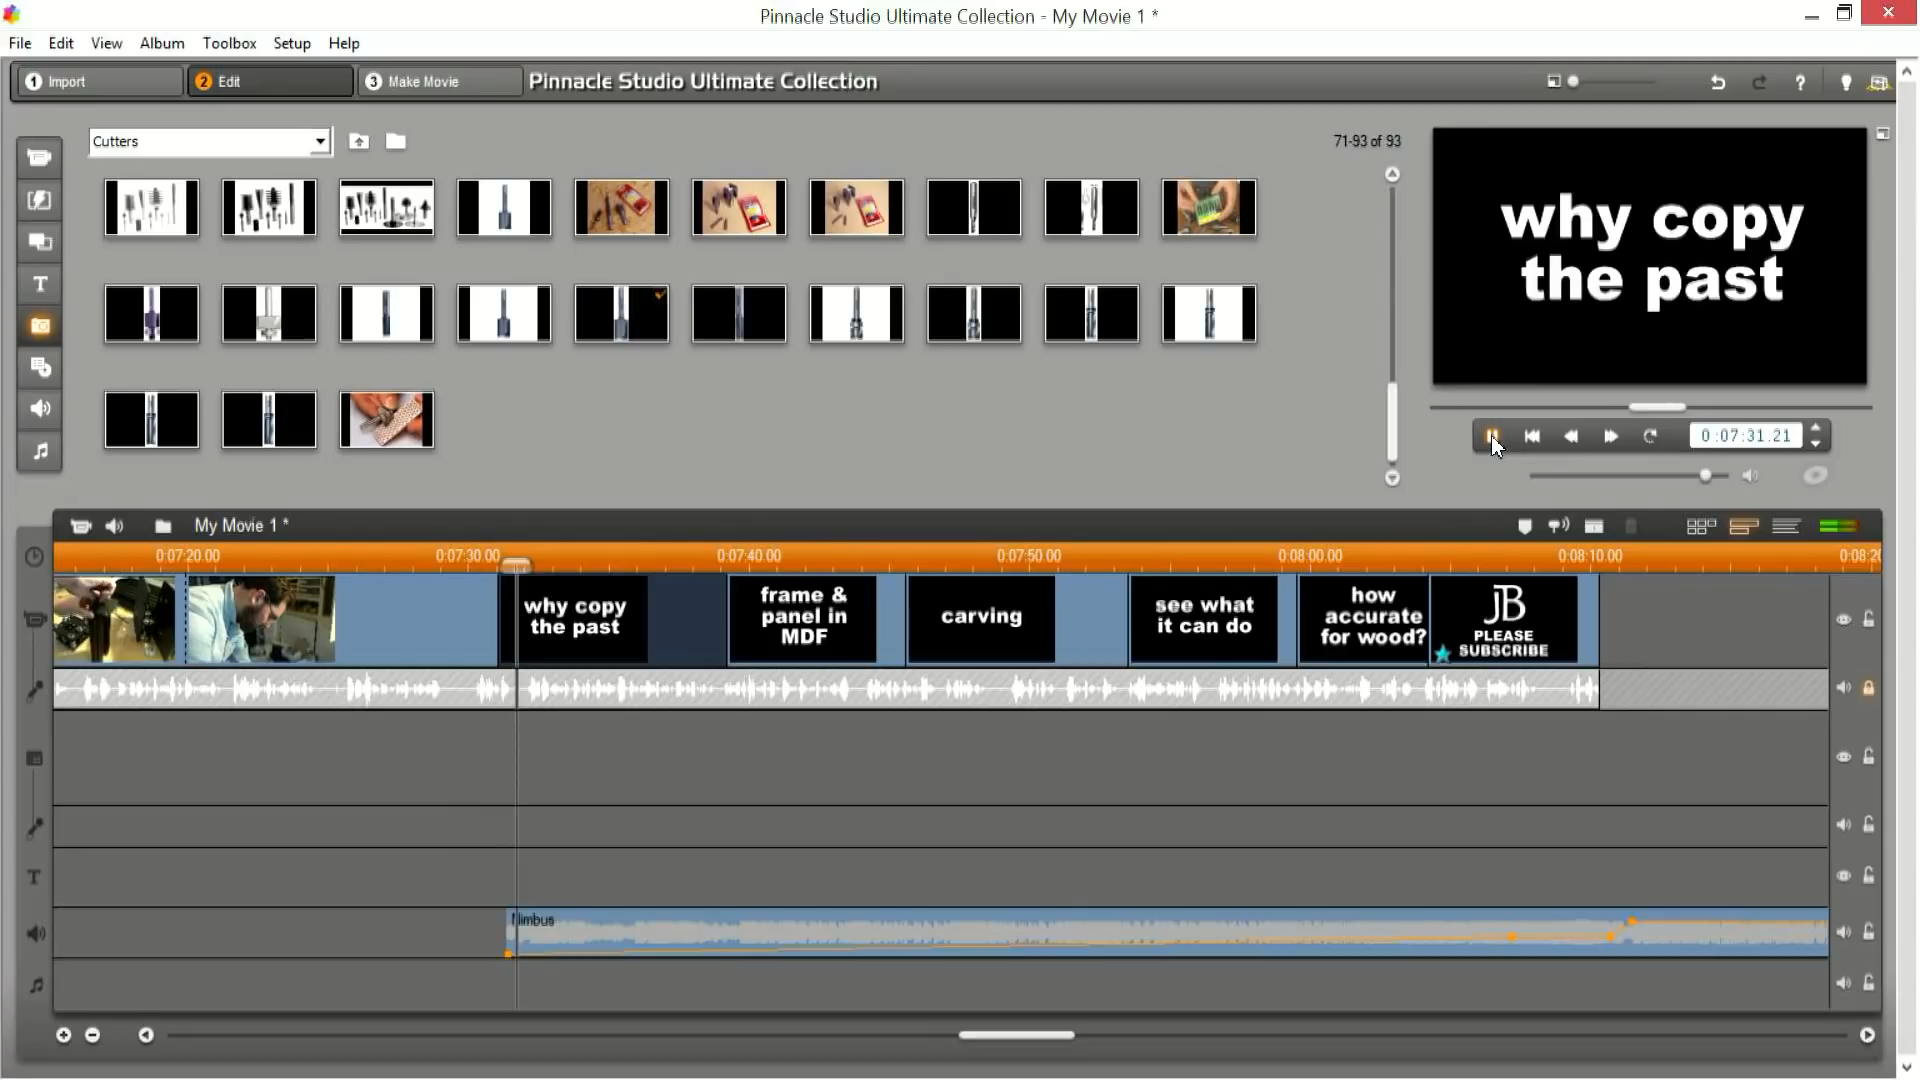 Pinnacle Studio Ultimate Collection - My Movie 1 *
File Edit View Album Toolbox Setup Help
1 Import 2 Edit 3 Make Movie Pinnacle Studio Ultimate Collection ?
Cutters 71-93 of 93
why copy
the past
T
0:07:31.21
My Movie 1 *
0:07:20.00 0:07:30.00 0:07:40.00 0:07:50.00 0:08:00.00 0:08:10.00 0:08:20
why copy
the past
frame &
panel in
MDF
carving
see what
it can do
how
accurate
for wood?
JB
PLEASE
SUBSCRIBE
T
Nimbus